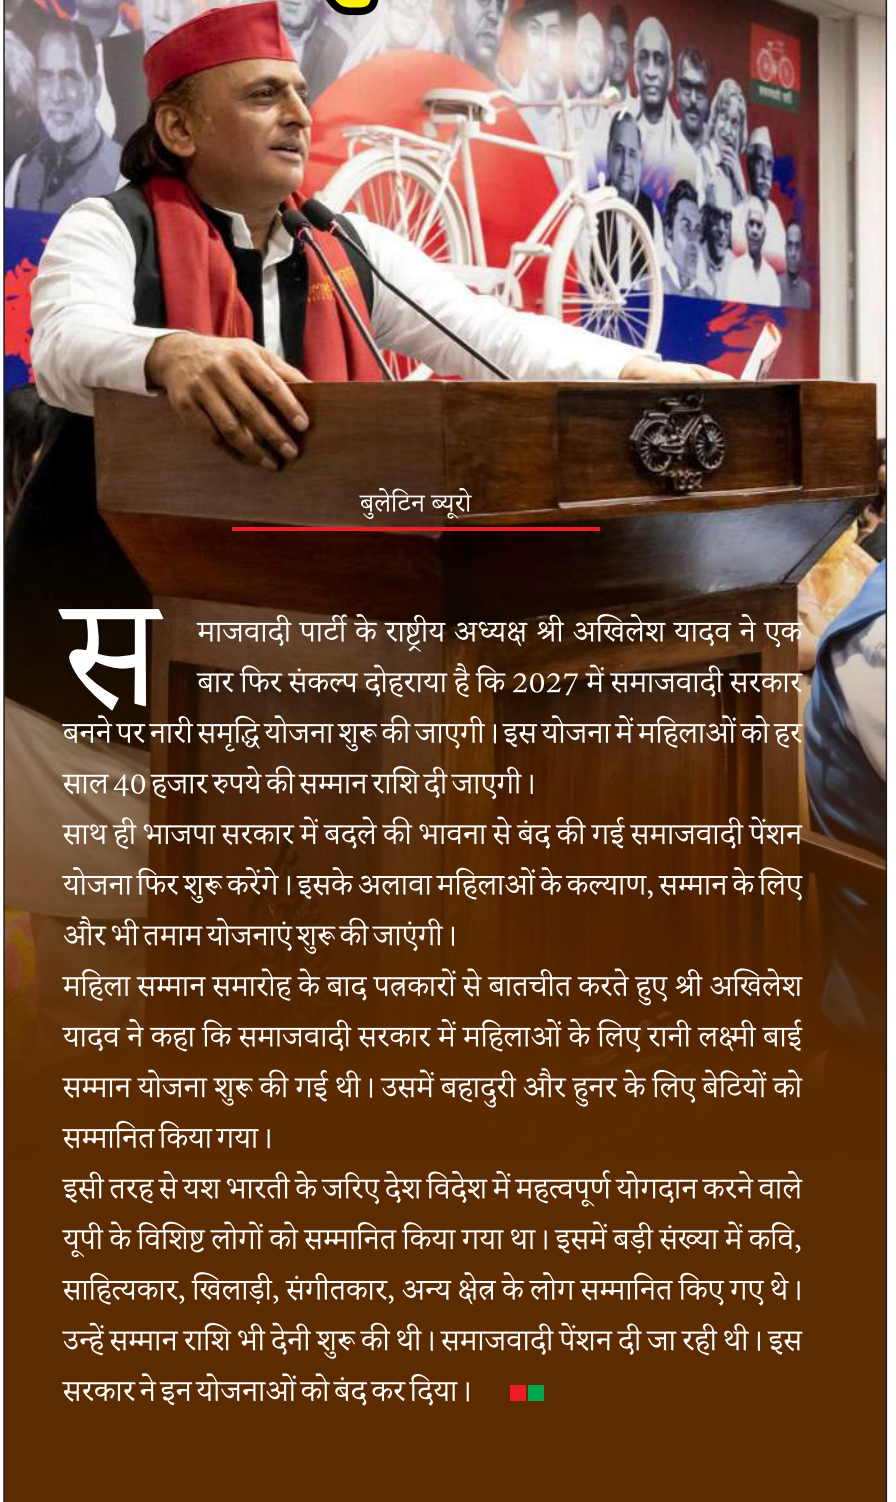 बुलेटिन ब्यूरो
समाजवादी पार्टी के राष्ट्रीय अध्यक्ष श्री अखिलेश यादव ने एक
बार फिर संकल्प दोहराया है कि 2027 में समाजवादी सरकार
बनने पर नारी समृद्धि योजना शुरू की जाएगी। इस योजना में महिलाओं को हर
साल 40 हजार रुपये की सम्मान राशि दी जाएगी।
साथ ही भाजपा सरकार में बदले की भावना से बंद की गई समाजवादी पेंशन
योजना फिर शुरू करेंगे। इसके अलावा महिलाओं के कल्याण, सम्मान के लिए
और भी तमाम योजनाएं शुरू की जाएंगी।
महिला सम्मान समारोह के बाद पत्रकारों से बातचीत करते हुए श्री अखिलेश
यादव ने कहा कि समाजवादी सरकार में महिलाओं के लिए रानी लक्ष्मी बाई
सम्मान योजना शुरू की गई थी। उसमें बहादुरी और हुनर के लिए बेटियों को
सम्मानित किया गया।
इसी तरह से यश भारती के जरिए देश विदेश में महत्वपूर्ण योगदान करने वाले
यूपी के विशिष्ट लोगों को सम्मानित किया गया था। इसमें बड़ी संख्या में कवि,
साहित्यकार, खिलाड़ी, संगीतकार, अन्य क्षेत्र के लोग सम्मानित किए गए थे।
उन्हें सम्मान राशि भी देनी शुरू की थी। समाजवादी पेंशन दी जा रही थी। इस
सरकार ने इन योजनाओं को बंद कर दिया।